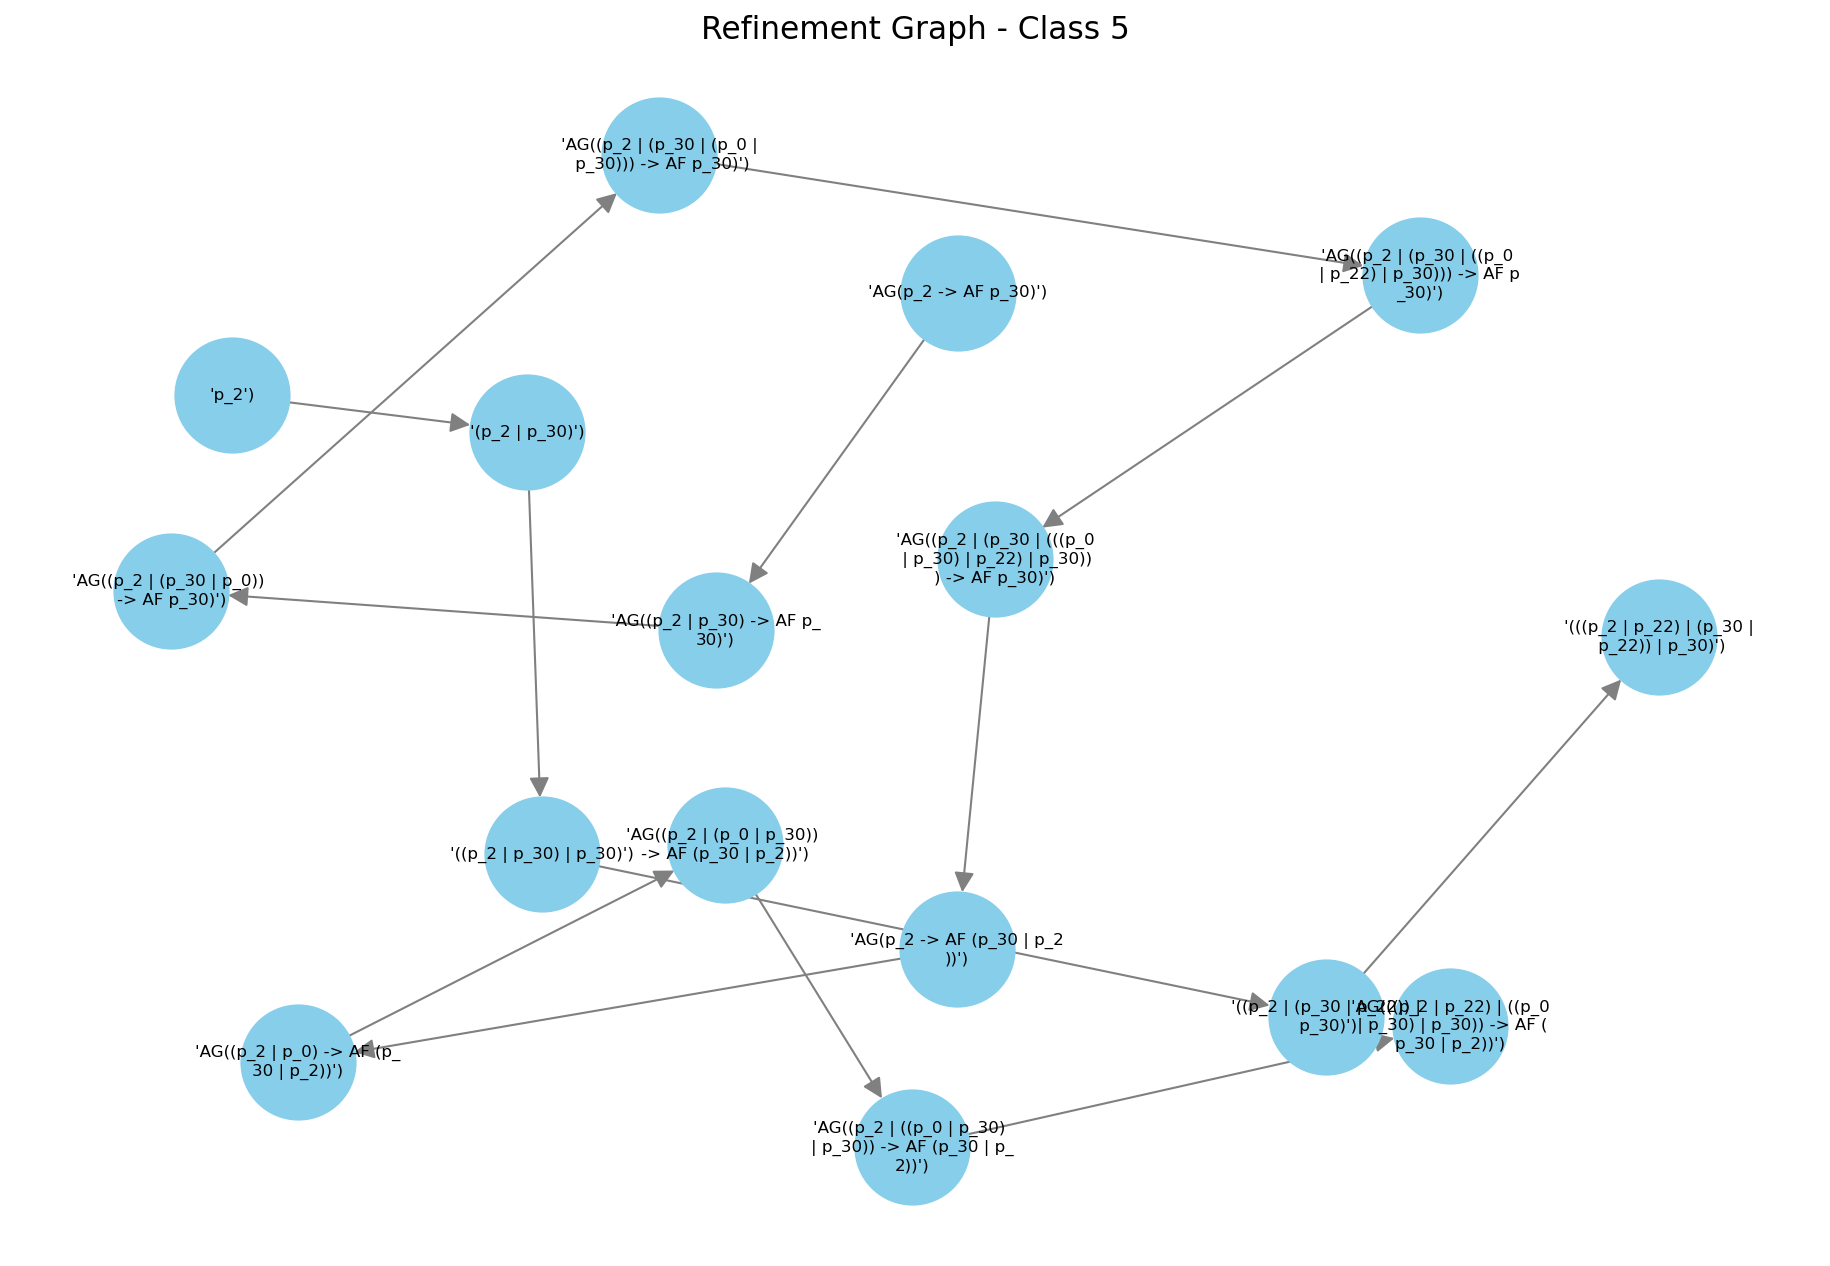 Refinement Graph - Class 5
'AG((p_2 | (p_30 | (p_0 |
p_30))) -> AF p_30)')
'AG((p_2 | (p_30 | ((p_0
| p_22) | p_30))) -> AF p
_30)')
'AG(p_2 -> AF p_30)')
'p_2')
'(p_2 | p_30)')
'AG((p_2 | (p_30 | (((p_0
| p_30) | p_22) | p_30))
) -> AF p_30)')
'AG((p_2 | (p_30 | p_0))
-> AF p_30)')
'AG((p_2 | p_30) -> AF p_
30)')
'(((p_2 | p_22) | (p_30 |
p_22)) | p_30)')
'((p_2 | p_30) | p_30)')
'AG((p_2 | (p_0 | p_30))
-> AF (p_30 | p_2))')
'AG(p_2 -> AF (p_30 | p_2
))')
'((p_2 | (p_30 | p_22)) |
p_30)')
'AG(((p_2 | p_22) | ((p_0
| p_30) | p_30)) -> AF (
p_30 | p_2))')
'AG((p_2 | p_0) -> AF (p_
30 | p_2))')
'AG((p_2 | ((p_0 | p_30)
| p_30)) -> AF (p_30 | p_
2))')